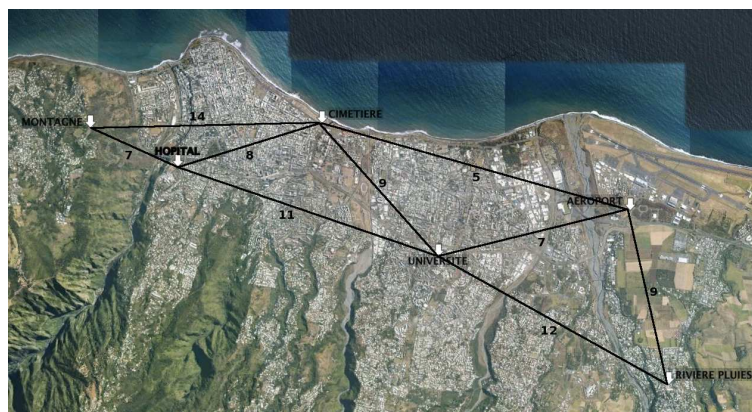 MONTAGNE
14
CIMETIERE
7
HOPITAL
8
9
5
AEROPORT
11
7
UNIVERSITE
9
12
RIVIERE PLUIES